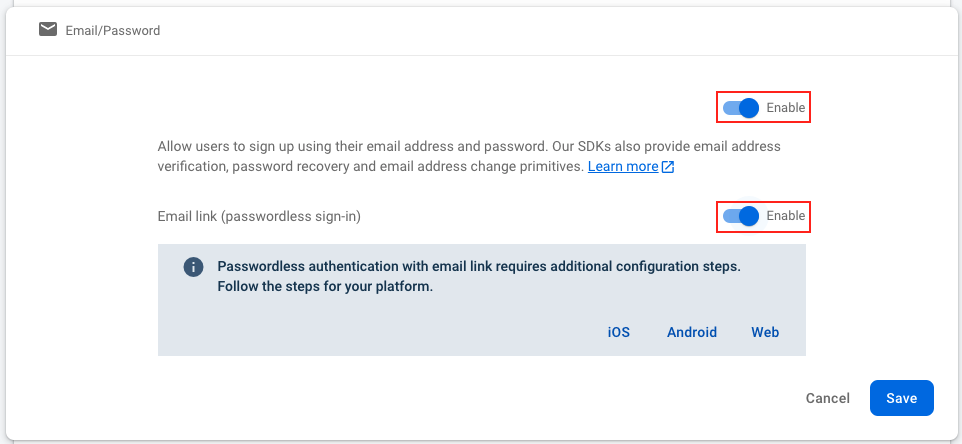 Email/Password
Enable
Allow users to sign up using their email address and password. Our SDKs also provide email address
verification, password recovery and email address change primitives. Learn more
Email link (passwordless sign-in)
Enable
Passwordless authentication with email link requires additional configuration steps.
Follow the steps for your platform.
iOS Android Web
Cancel Save